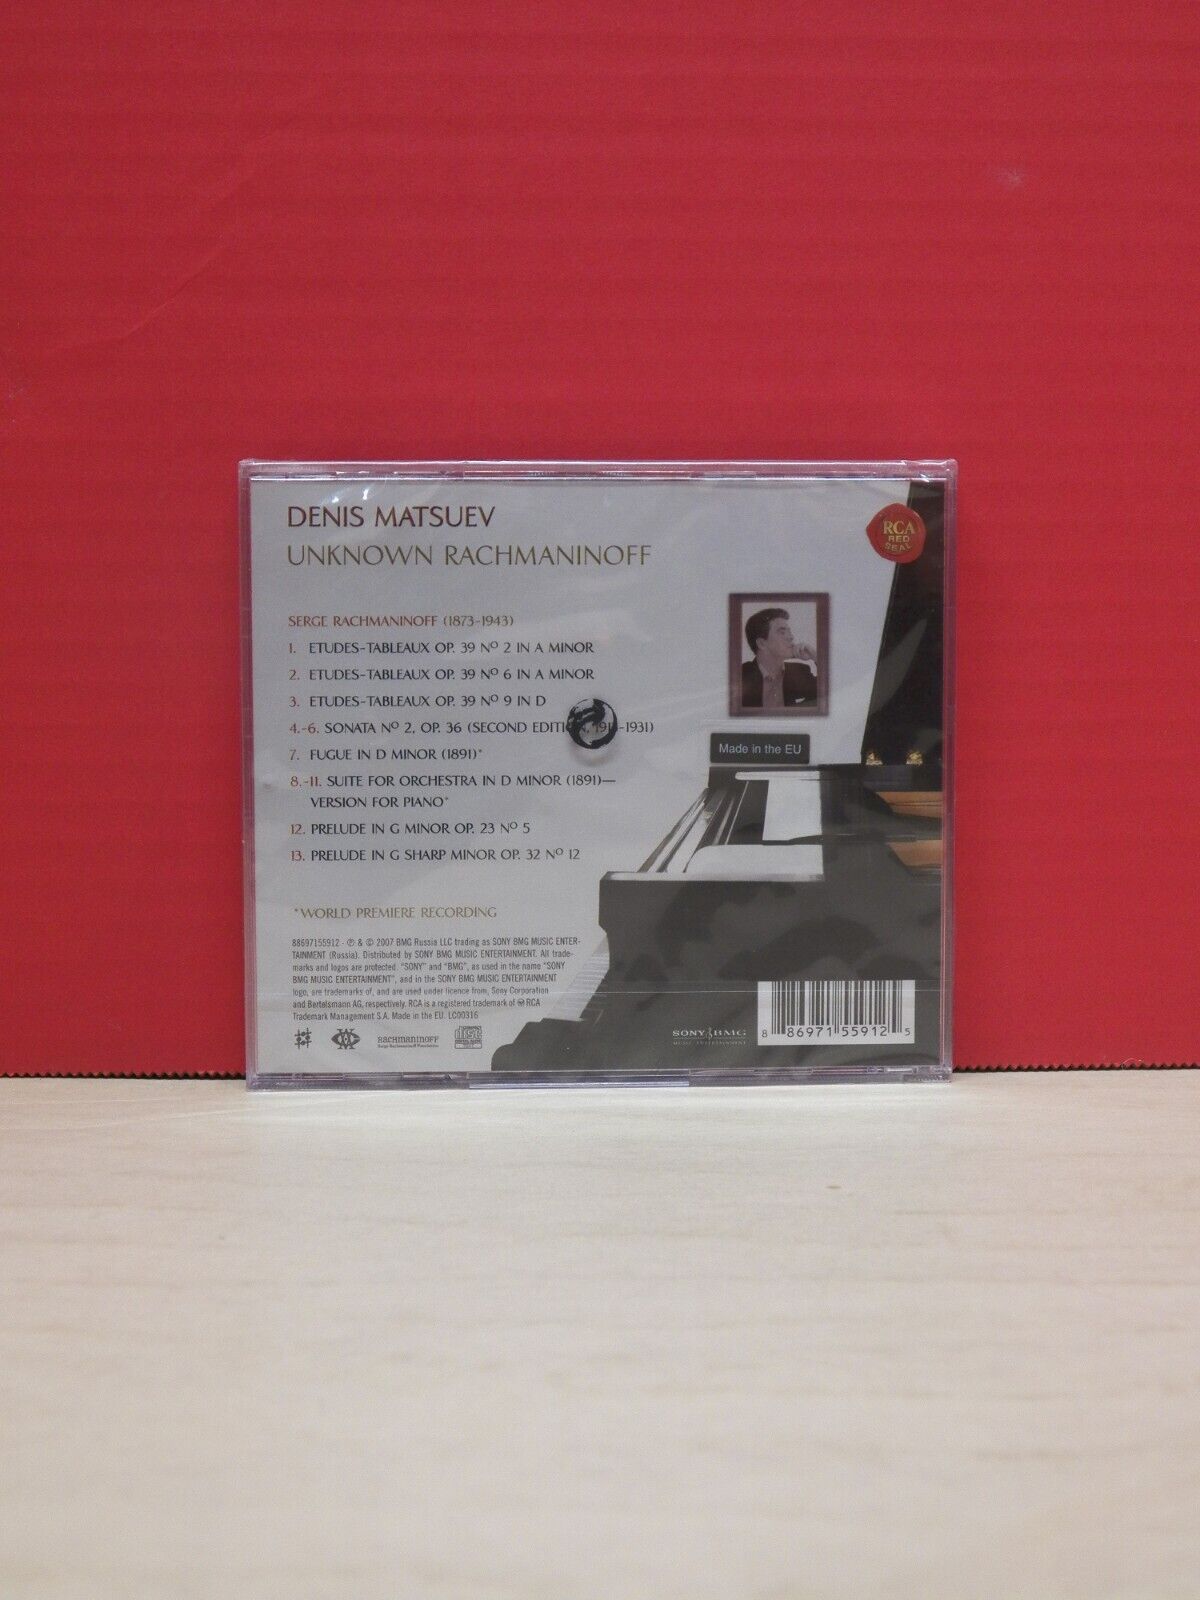 DENIS MATSUEV
UNKNOWN RACHMANINOFF
RCA
RED
SEAL
SERGE RACHMANINOFF (1873-1943)
1. ETUDES-TABLEAUX OP. 39 Nº 2 IN A MINOR
2. ETUDES-TABLEAUX OP. 39 Nº 6 IN A MINOR
3. ETUDES-TABLEAUX OP. 39 Nº 9 IN D
4.-6. SONATA Nº 2, OP. 36 (SECOND EDITION, 1931)
7. FUGUE IN D MINOR (1891)*
8.-11. SUITE FOR ORCHESTRA IN D MINOR (1891)—
VERSION FOR PIANO*
12. PRELUDE IN G MINOR OP. 23 Nº 5
13. PRELUDE IN G SHARP MINOR OP. 32 Nº 12
Made in the EU
*WORLD PREMIERE RECORDING
88697155912 - ℗ & © 2007 BMG Russia LLC trading as SONY BMG MUSIC ENTER-
TAINMENT (Russia). Distributed by SONY BMG MUSIC ENTERTAINMENT. All trade-
marks and logos are protected. "SONY" and "BMG", as used in the name "SONY
BMG MUSIC ENTERTAINMENT", and in the SONY BMG MUSIC ENTERTAINMENT
logo, are trademarks of, and are used under licence from, Sony Corporation
and Bertelsmann AG, respectively. RCA is a registered trademark of RCA
Trademark Management S.A. Made in the EU. LC00316
RACHMANINOFF
Serge Rachmaninoff Foundation
disc
SONY BMG
MUSIC ENTERTAINMENT
8 86971 55912 5